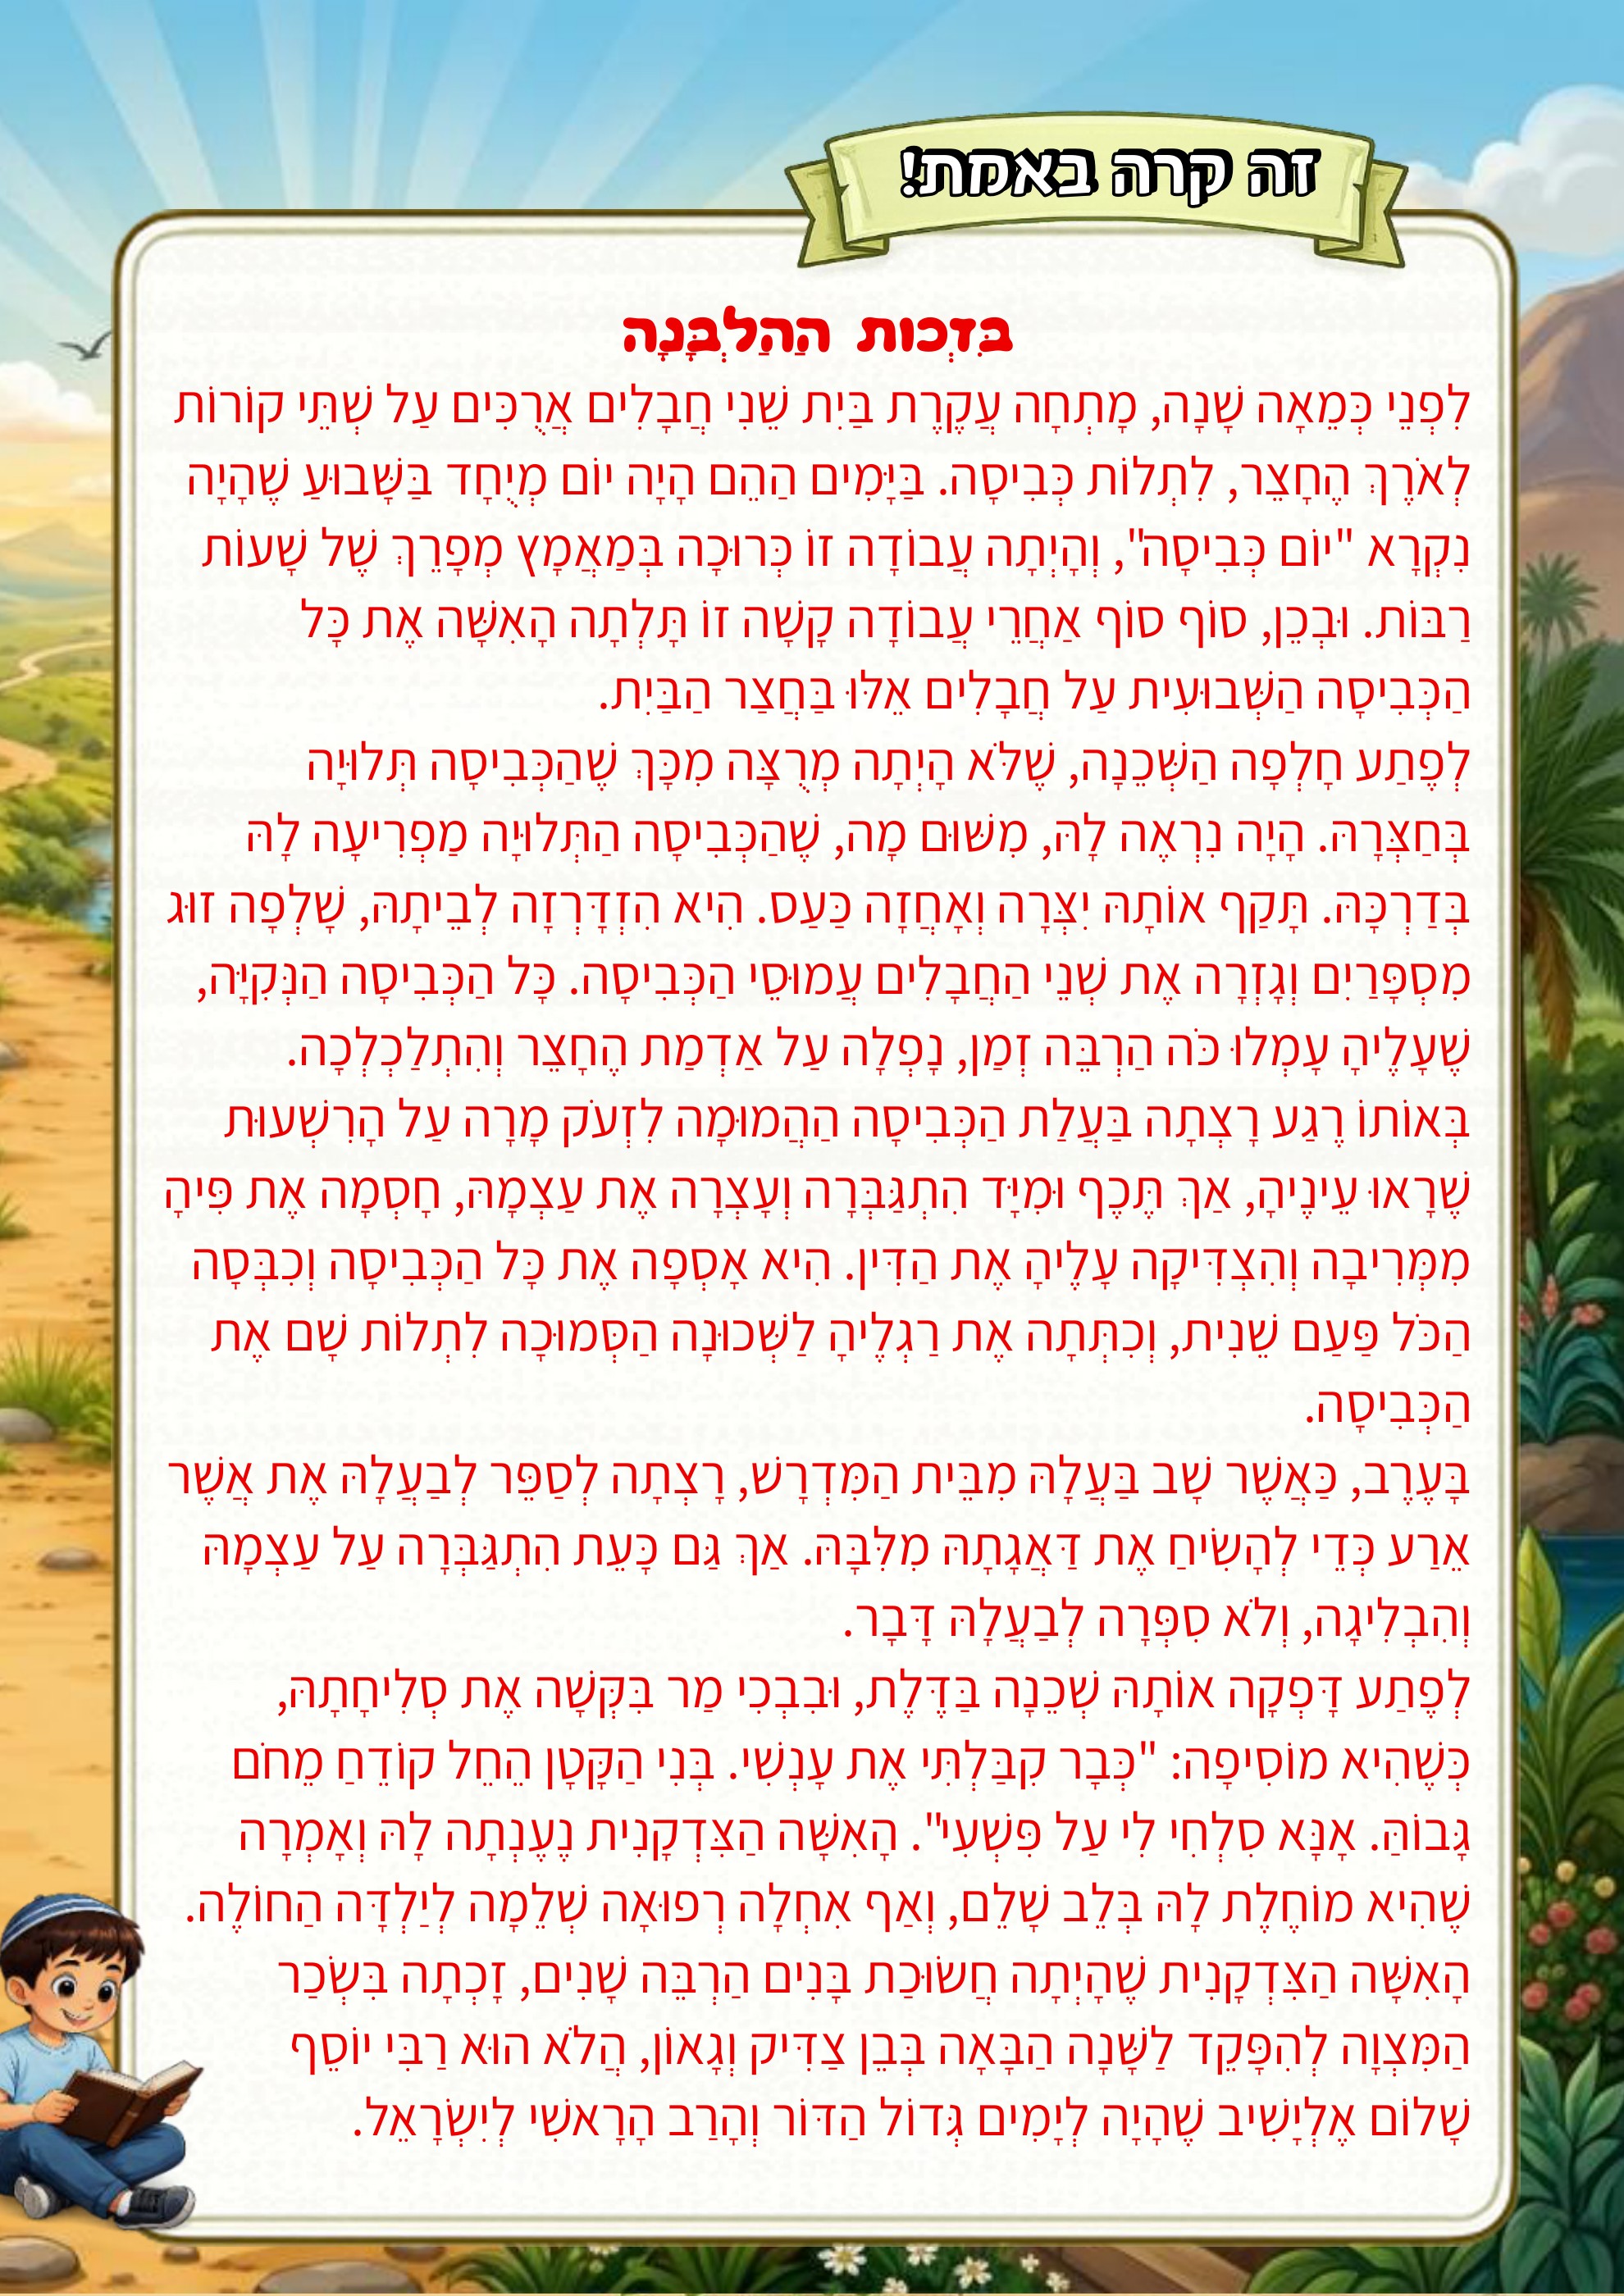 זה קרה באמת!
בִּזְכוּת הַהַלְבָּנָה
לִפְנֵי כְּמֵאָה שָׁנָה, מָתְחָה עֲקֶרֶת בַּיִת שְׁנֵי חֲבָלִים אֲרֻכִּים עַל שְׁתֵּי קוֹרוֹת
לְאֹרֶךְ הֶחָצֵר, לִתְלוֹת כְּבִיסָה. בַּיָּמִים הַהֵם הָיָה יוֹם מְיֻחָד בַּשָּׁבוּעַ שֶׁהָיָה
נִקְרָא "יוֹם כְּבִיסָה", וְהָיְתָה עֲבוֹדָה זוֹ כְּרוּכָה בְּמַאֲמָץ מְפָרֵךְ שֶׁל שָׁעוֹת
רַבּוֹת. וּבְכֵן, סוֹף סוֹף אַחֲרֵי עֲבוֹדָה קָשָׁה זוֹ תָּלְתָה הָאִשָּׁה אֶת כָּל
הַכְּבִיסָה הַשְּׁבוּעִית עַל חֲבָלִים אֵלּוּ בַּחֲצַר הַבַּיִת.
לְפֶתַע חָלְפָה הַשְּׁכֵנָה, שֶׁלֹּא הָיְתָה מְרֻצָּה מִכָּךְ שֶׁהַכְּבִיסָה תְּלוּיָה
בְּחַצְּרָהּ. הָיָה נִרְאֶה לָהּ, מִשּׁוּם מָה, שֶׁהַכְּבִיסָה הַתְּלוּיָה מַפְרִיעָה לָהּ
בְּדַרְכָּהּ. תָּקַף אוֹתָהּ יִצְּרָהּ וְאָחֲזָה כַּעַס. הִיא הִזְדָּרְזָה לְבֵיתָהּ, שָׁלְפָה זוּג
מִסְפָּרַיִם וְגָזְרָה אֶת שְׁנֵי הַחֲבָלִים עֲמוּסֵי הַכְּבִיסָה. כָּל הַכְּבִיסָה הַנְּקִיָּה,
שֶׁעָלֶיהָ עָמְלוּ כֹּה הַרְבֵּה זְמַן, נָפְלָה עַל אַדְמַת הֶחָצֵר וְהִתְלַכְלְכָה.
בְּאוֹתוֹ רֶגַע רָצְתָה בַּעֲלַת הַכְּבִיסָה הַהֲמוּמָה לִזְעֹק מָרָה עַל הָרִשְׁעוּת
שֶׁרָאוּ עֵינֶיהָ, אַךְ תֵּכֶף וּמִיָּד הִתְגַּבְּרָה וְעָצְרָה אֶת עַצְמָהּ, חָסְמָה אֶת פִּיהָ
מִמְּרִיבָה וְהִצְדִּיקָה עָלֶיהָ אֶת הַדִּין. הִיא אָסְפָה אֶת כָּל הַכְּבִיסָה וְכִבְּסָה
הַכֹּל פַּעַם שֵׁנִית, וְכִתְּתָה אֶת רַגְלֶיהָ לַשְּׁכוּנָה הַסְּמוּכָה לִתְלוֹת שָׁם אֶת
הַכְּבִיסָה.
בָּעֶרֶב, כַּאֲשֶׁר שָׁב בַּעֲלָהּ מִבֵּית הַמִּדְרָשׁ, רָצְתָה לְסַפֵּר לְבַעֲלָהּ אֶת אֲשֶׁר
אֵרַע כְּדֵי לְהָשִׂיחַ אֶת דַּאֲגָתָהּ מִלִּבָּהּ. אַךְ גַּם כָּעֵת הִתְגַּבְּרָה עַל עַצְמָהּ
וְהִבְלִיגָה, וְלֹא סִפְּרָה לְבַעֲלָהּ דָּבָר.
לְפֶתַע דָּפְקָה אוֹתָהּ שְׁכֵנָה בַּדֶּלֶת, וּבִבְכִי מַר בִּקְּשָׁה אֶת סְלִיחָתָהּ,
כְּשֶׁהִיא מוֹסִיפָה: "כְּבָר קִבַּלְתִּי אֶת עָנְשִׁי. בְּנִי הַקָּטָן הֵחֵל קוֹדֵחַ מֵחֹם
גָּבוֹהַּ. אָנָּא סִלְחִי לִי עַל פִּשְׁעִי". הָאִשָּׁה הַצִּדְקָנִית נֶעֶנְתָה לָהּ וְאָמְרָה
שֶׁהִיא מוֹחֶלֶת לָהּ בְּלֵב שָׁלֵם, וְאַף אִחְלָה רְפוּאָה שְׁלֵמָה לְיַלְדָּה הַחוֹלֶה.
הָאִשָּׁה הַצִּדְקָנִית שֶׁהָיְתָה חֲשׂוּכַת בָּנִים הַרְבֵּה שָׁנִים, זָכְתָה בִּשְׂכַר
הַמִּצְוָה לְהִפָּקֵד לַשָּׁנָה הַבָּאָה בְּבֵן צַדִּיק וְגָאוֹן, הֲלֹא הוּא רַבִּי יוֹסֵף
שָׁלוֹם אֶלְיָשִׁיב שֶׁהָיָה לְיָמִים גְּדוֹל הַדּוֹר וְהָרַב הָרָאשִׁי לְיִשְׂרָאֵל.